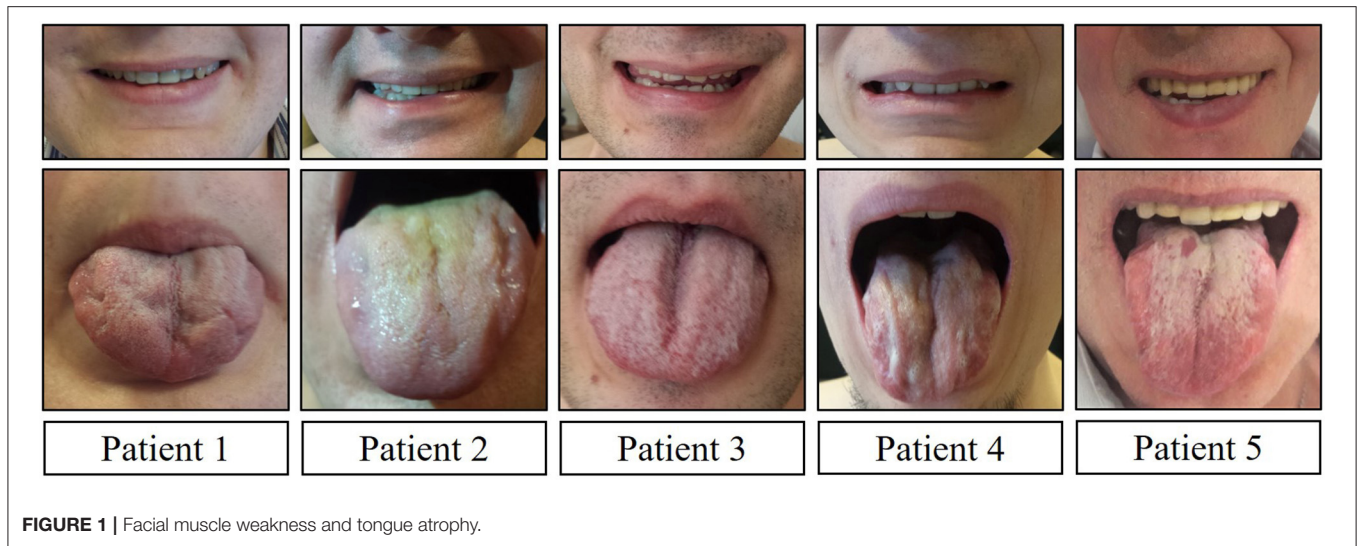 Patient 1
Patient 2
Patient 3
Patient 4
Patient 5
FIGURE 1 | Facial muscle weakness and tongue atrophy.